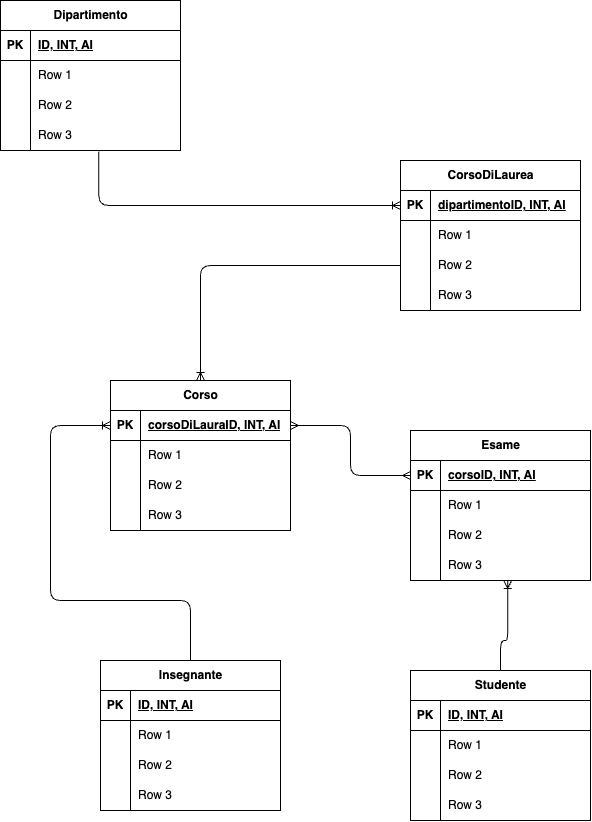 Dipartimento
PK ID, INT, AI
Row 1
Row 2
Row 3
CorsoDiLaurea
PK dipartimentoID, INT, AI
Row 1
Row 2
Row 3
Corso
PK corsoDiLauraID, INT, AI
Row 1
Row 2
Row 3
Esame
PK corsoID, INT, AI
Row 1
Row 2
Row 3
Insegnante
PK ID, INT, AI
Row 1
Row 2
Row 3
Studente
PK ID, INT, AI
Row 1
Row 2
Row 3